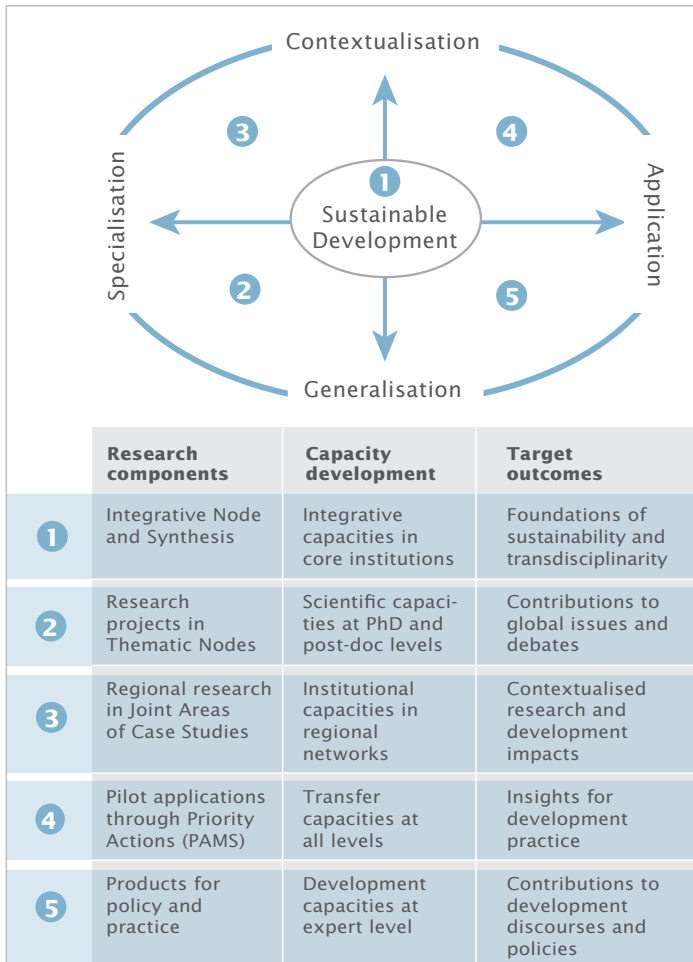 Contextualisation
3
4
1
Specialisation
Sustainable
Development
Application
2
5
Generalisation
Research
components
Capacity
development
Target
outcomes
1
Integrative Node
and Synthesis
Integrative
capacities in
core institutions
Foundations of
sustainability and
transdisciplinarity
2
Research
projects in
Thematic Nodes
Scientific capaci-
ties at PhD and
post-doc levels
Contributions to
global issues and
debates
3
Regional research
in Joint Areas
of Case Studies
Institutional
capacities in
regional
networks
Contextualised
research and
development
impacts
4
Pilot applications
through Priority
Actions (PAMS)
Transfer
capacities at
all levels
Insights for
development
practice
5
Products for
policy and
practice
Development
capacities at
expert level
Contributions to
development
discourses and
policies